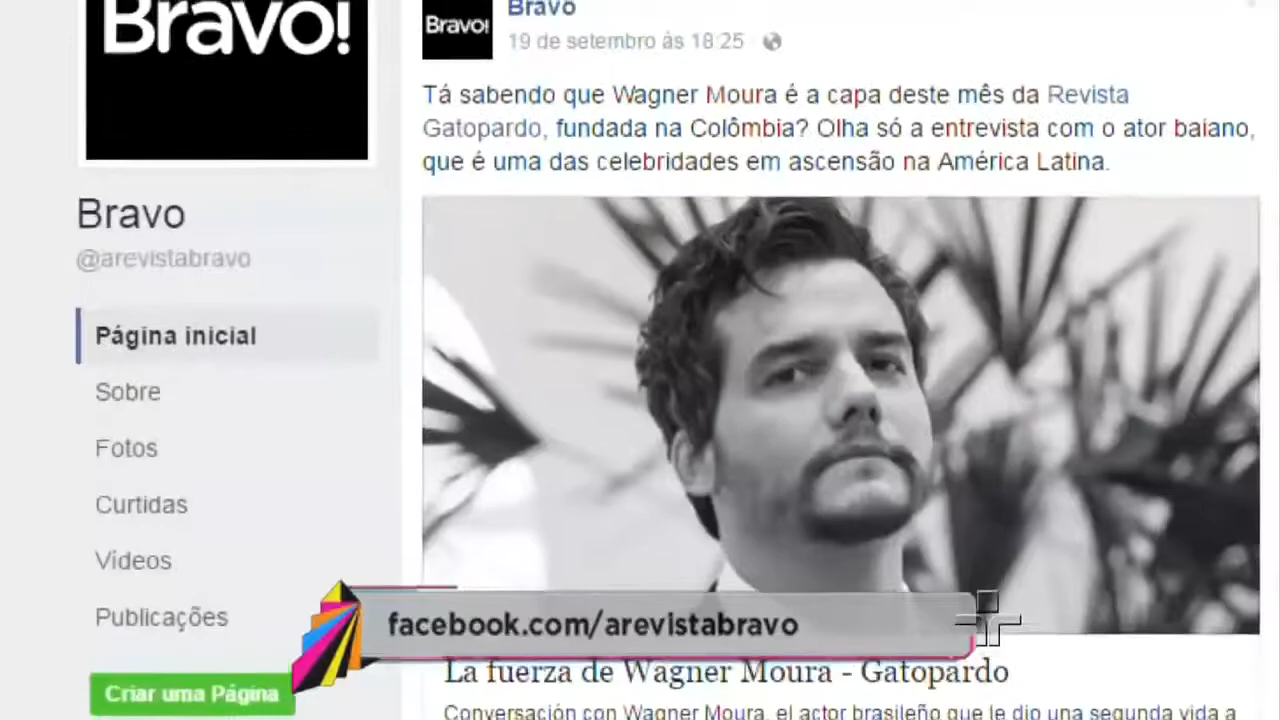 Bravo!
Bravo
@arevistabravo
Página inicial
Sobre
Fotos
Curtidas
Vídeos
Publicações
Criar uma Página
Bravo!
Bravo
19 de setembro às 18:25
Tá sabendo que Wagner Moura é a capa deste mês da Revista
Gatopardo, fundada na Colômbia? Olha só a entrevista com o ator baiano,
que é uma das celebridades em ascensão na América Latina.
facebook.com/arevistabravo
La fuerza de Wagner Moura - Gatopardo
Conversación con Wagner Moura, el actor brasileño que le dio una segunda vida a